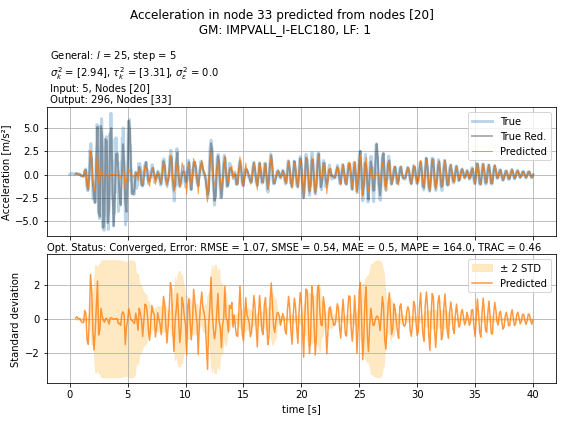 Acceleration in node 33 predicted from nodes [20]
GM: IMPVALL_I-ELC180, LF: 1
General: l = 25, step = 5
σ²ₖ = [2.94], τ²ₖ = [3.31], σ²ε = 0.0
Input: 5, Nodes [20]
Output: 296, Nodes [33]
Acceleration [m/s²]
5.0
2.5
0.0
−2.5
−5.0
True
True Red.
Predicted
Opt. Status: Converged, Error: RMSE = 1.07, SMSE = 0.54, MAE = 0.5, MAPE = 164.0, TRAC = 0.46
Standard deviation
2
0
−2
± 2 STD
Predicted
0
5
10
15
20
25
30
35
40
time [s]